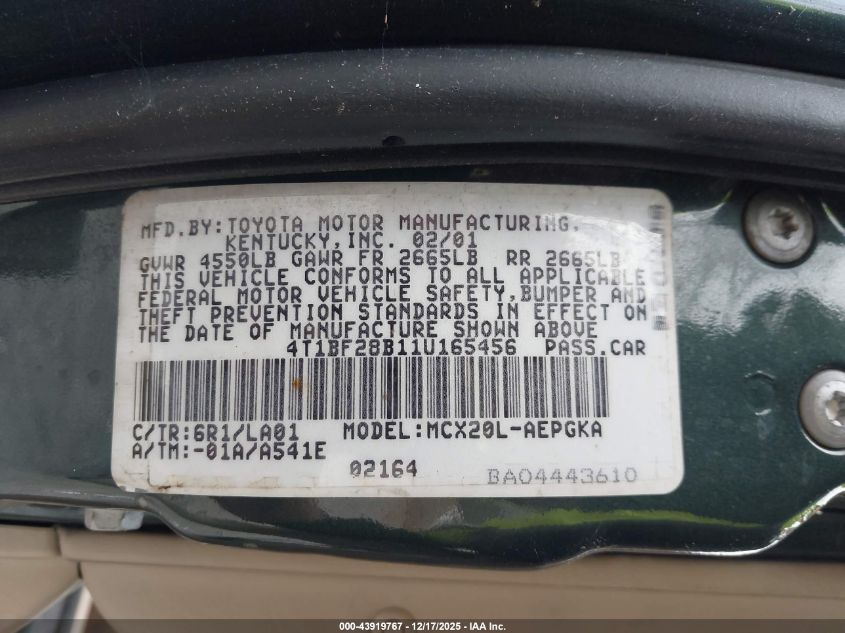 MFD.BY:TOYOTA MOTOR MANUFACTURING,
KENTUCKY,INC. 02/01
GVWR 4550LB GAWR FR 2665LB RR 2665LB
THIS VEHICLE CONFORMS TO ALL APPLICABLE
FEDERAL MOTOR VEHICLE SAFETY,BUMPER AND
THEFT PREVENTION STANDARDS IN EFFECT ON
THE DATE OF MANUFACTURE SHOWN ABOVE
4T1BF28B11U165456 PASS.CAR
C/TR:6R1/LA01 MODEL:MCX20L-AEPGKA
A/TM:-01A/A541E
02164 BA04443610
000-43919767 - 12/17/2025 - IAA Inc.